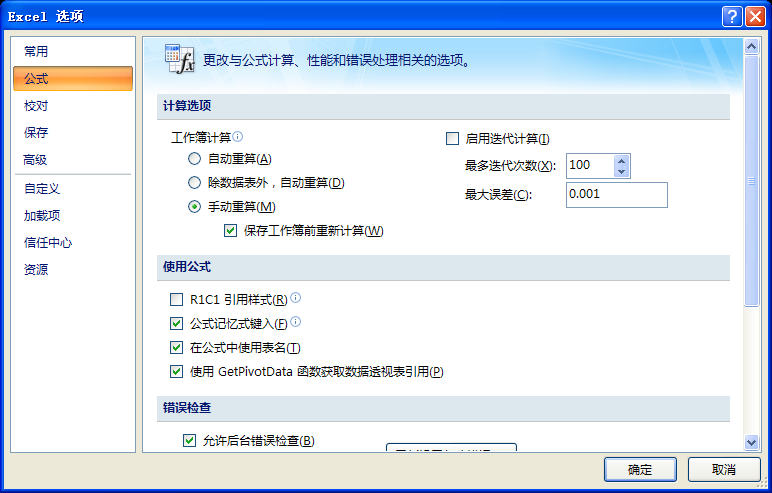 Excel 选项
常用
公式
校对
保存
高级
自定义
加载项
信任中心
资源
更改与公式计算、性能和错误处理相关的选项。
计算选项
工作簿计算
自动重算(A)
除数据表外，自动重算(D)
手动重算(M)
保存工作簿前重新计算(W)
启用迭代计算(I)
最多迭代次数(X): 100
最大误差(C): 0.001
使用公式
R1C1 引用样式(R)
公式记忆式键入(F)
在公式中使用表名(T)
使用 GetPivotData 函数获取数据透视表引用(P)
错误检查
允许后台错误检查(B)
确定 取消